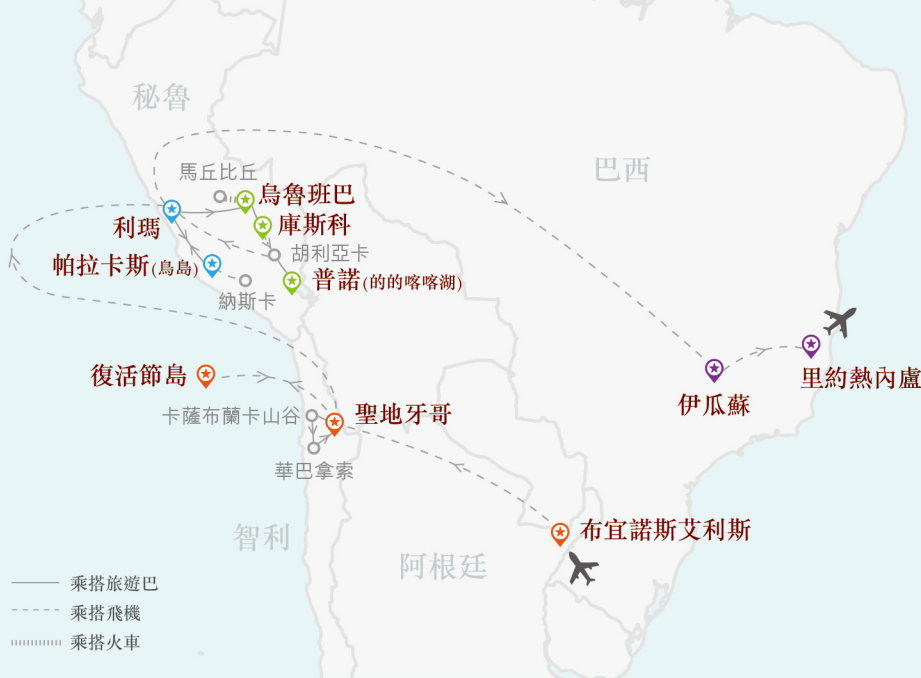 秘魯
巴西
馬丘比丘
烏魯班巴
利瑪
庫斯科
胡利亞卡
帕拉卡斯(鳥島)
普諾(的的喀喀湖)
納斯卡
里約熱內盧
復活節島
伊瓜蘇
卡薩布蘭卡山谷
聖地牙哥
華巴拿索
智利
布宜諾斯艾利斯
阿根廷
乘搭旅遊巴
乘搭飛機
乘搭火車